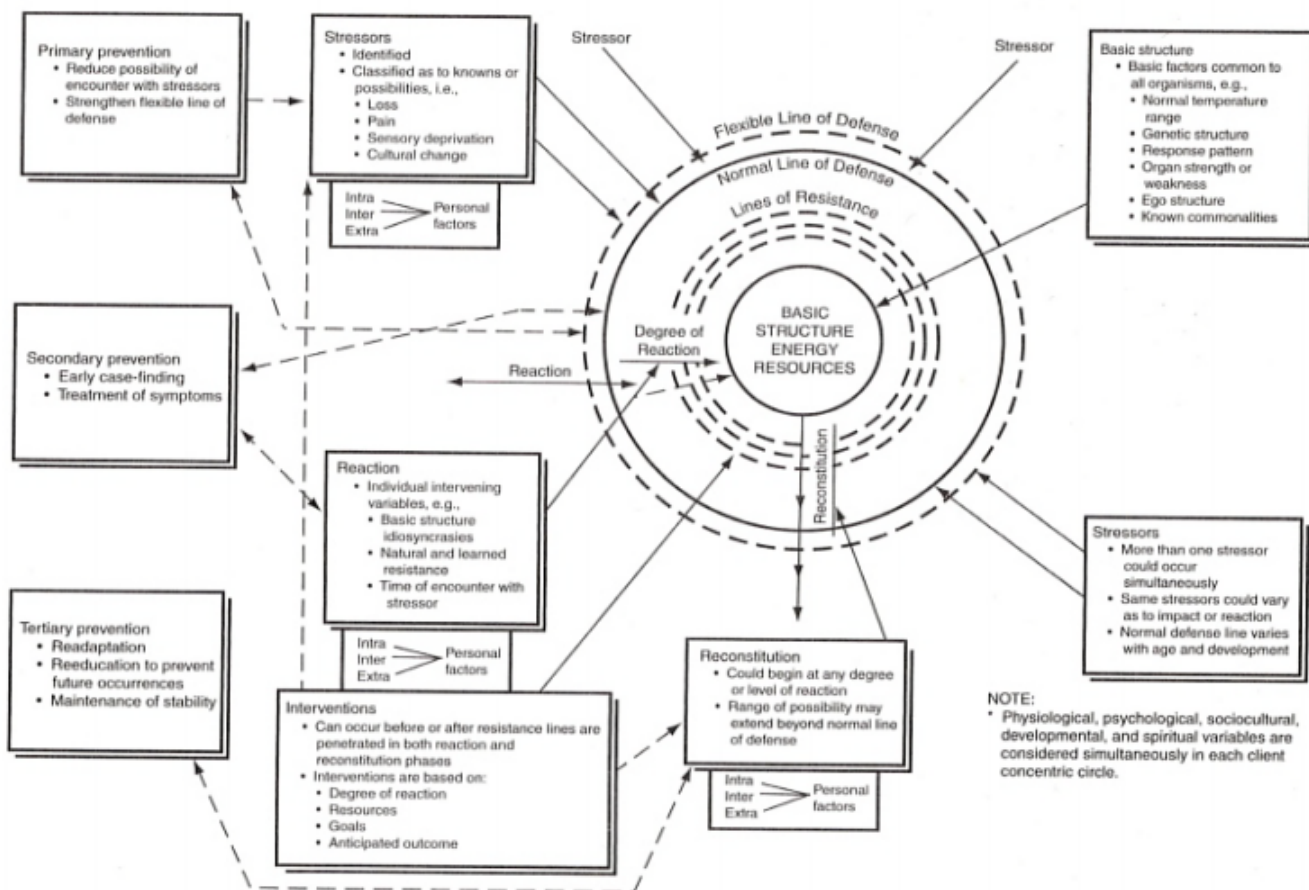 Primary prevention
• Reduce possibility of
encounter with stressors
• Strengthen flexible line of
defense
Stressors
• Identified
• Classified as to knowns or
possibilities, i.e.,
• Loss
• Pain
• Sensory deprivation
• Cultural change
Intra
Inter
Extra
Personal
factors
Stressor
Stressor
Basic structure
• Basic factors common to
all organisms, e.g.,
• Normal temperature
range
• Genetic structure
• Response pattern
• Organ strength or
weakness
• Ego structure
• Known commonalities
Flexible Line of Defense
Normal Line of Defense
Lines of Resistance
BASIC
STRUCTURE
ENERGY
RESOURCES
Degree of
Reaction
Reaction
Reconstitution
Secondary prevention
• Early case-finding
• Treatment of symptoms
Reaction
• Individual intervening
variables, e.g.,
• Basic structure
idiosyncrasies
• Natural and learned
resistance
• Time of encounter with
stressor
Intra
Inter
Extra
Personal
factors
Stressors
• More than one stressor
could occur
simultaneously
• Same stressors could vary
as to impact or reaction
• Normal defense line varies
with age and development
Tertiary prevention
• Readaptation
• Reeducation to prevent
future occurrences
• Maintenance of stability
Interventions
• Can occur before or after resistance lines are
penetrated in both reaction and
reconstitution phases
• Interventions are based on:
• Degree of reaction
• Resources
• Goals
• Anticipated outcome
Reconstitution
• Could begin at any degree
or level of reaction
• Range of possibility may
extend beyond normal line
of defense
Intra
Inter
Extra
Personal
factors
NOTE:
* Physiological, psychological, sociocultural,
developmental, and spiritual variables are
considered simultaneously in each client
concentric circle.